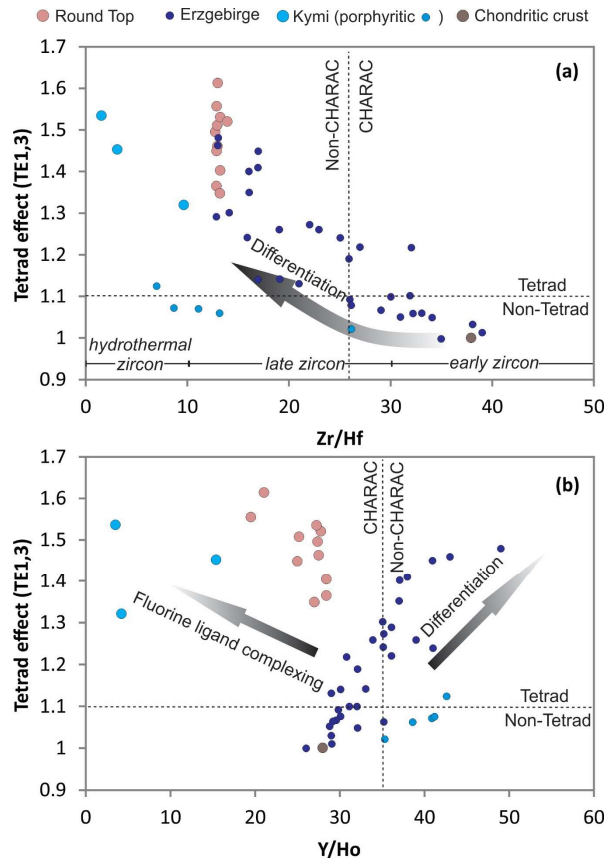 Round Top Erzgebirge Kymi (porphyritic ) Chondritic crust
(a)
Tetrad effect (TE1,3)
1.7
1.6
1.5
1.4
1.3
1.2
1.1
1
0.9
Non-CHARAC
CHARAC
Differentiation
Tetrad
Non-Tetrad
hydrothermal
zircon
late zircon
early zircon
0 10 20 30 40 50
Zr/Hf
(b)
Tetrad effect (TE1,3)
1.7
1.6
1.5
1.4
1.3
1.2
1.1
1
0.9
CHARAC
Non-CHARAC
Fluorine ligand complexing
Differentiation
Tetrad
Non-Tetrad
0 10 20 30 40 50 60
Y/Ho